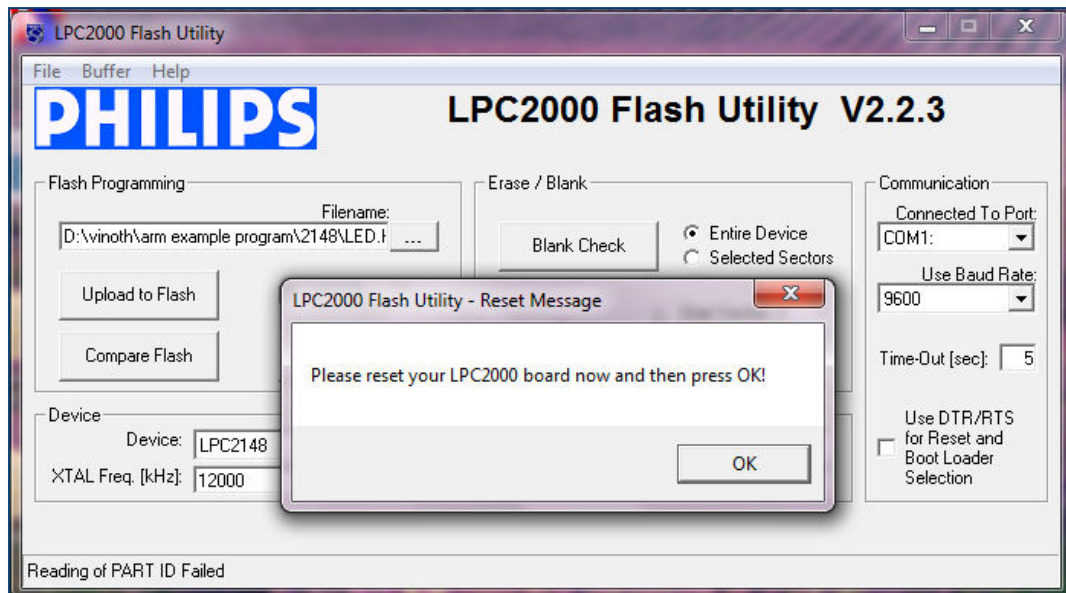 LPC2000 Flash Utility
File Buffer Help
PHILIPS
LPC2000 Flash Utility V2.2.3
Flash Programming
Filename:
D:\vinoth\arm example program\2148\LED.H
...
Upload to Flash
Compare Flash
Erase / Blank
Blank Check
Entire Device
Selected Sectors
Communication
Connected To Port:
COM1:
Use Baud Rate:
9600
Time-Out [sec]: 5
Use DTR/RTS
for Reset and
Boot Loader
Selection
LPC2000 Flash Utility - Reset Message
Please reset your LPC2000 board now and then press OK!
OK
Device
Device: LPC2148
XTAL Freq. [kHz]: 12000
Reading of PART ID Failed